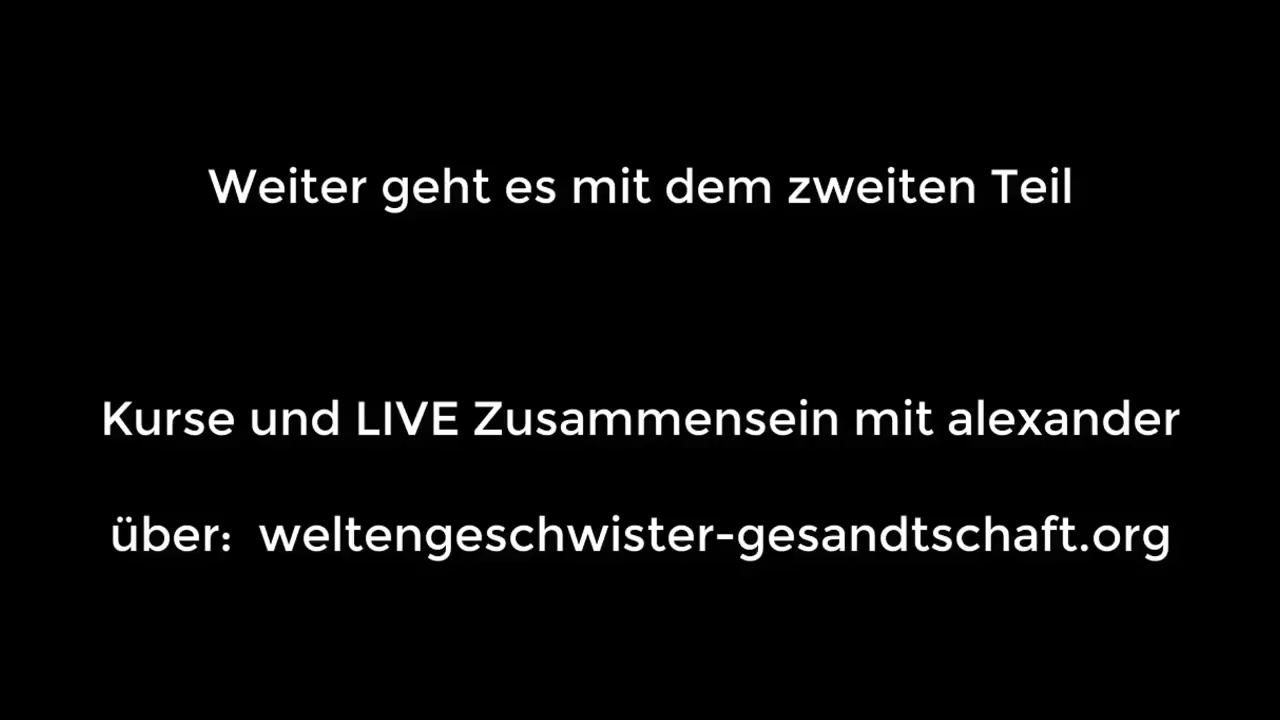 Weiter geht es mit dem zweiten Teil
Kurse und LIVE Zusammensein mit alexander
über: weltengeschwister-gesandtschaft.org